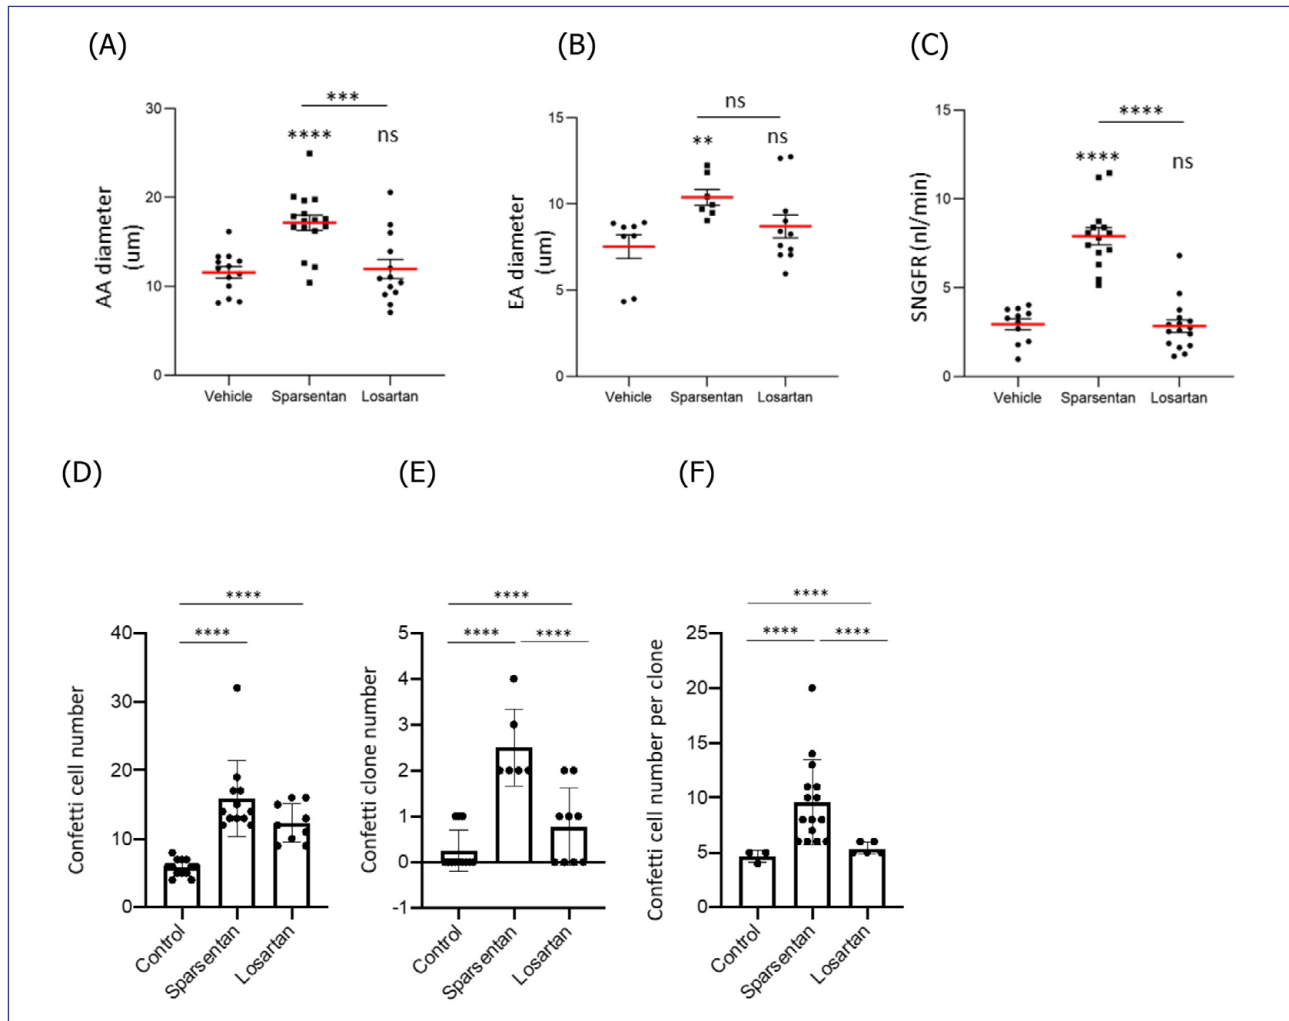 (A)
***
30
****
ns
20
AA diameter
(um)
10
0
Vehicle
Sparsentan
Losartan
(B)
ns
15
**
ns
10
EA diameter
(um)
5
0
Vehicle
Sparsentan
Losartan
(C)
****
15
****
ns
10
SNGFR (nl/min)
5
0
Vehicle
Sparsentan
Losartan
(D)
****
****
40
30
20
10
0
Confetti cell number
Control
Sparsentan
Losartan
(E)
****
****
****
5
4
3
2
1
0
-1
Confetti clone number
Control
Sparsentan
Losartan
(F)
****
****
****
25
20
15
10
5
0
Confetti cell number per clone
Control
Sparsentan
Losartan